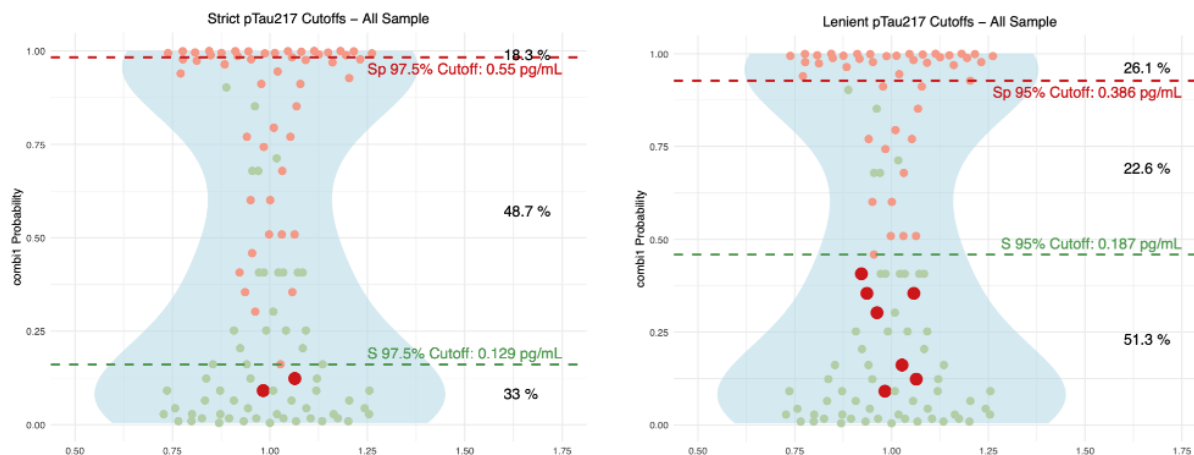 Strict pTau217 Cutoffs – All Sample
1.00
18.3 %
Sp 97.5% Cutoff: 0.55 pg/mL
0.75
combi1 Probability
48.7 %
0.50
0.25
S 97.5% Cutoff: 0.129 pg/mL
33 %
0.00
0.50 0.75 1.00 1.25 1.50 1.75
Lenient pTau217 Cutoffs – All Sample
1.00
26.1 %
Sp 95% Cutoff: 0.386 pg/mL
0.75
22.6 %
combi1 Probability
0.50
S 95% Cutoff: 0.187 pg/mL
0.25
51.3 %
0.00
0.50 0.75 1.00 1.25 1.50 1.75